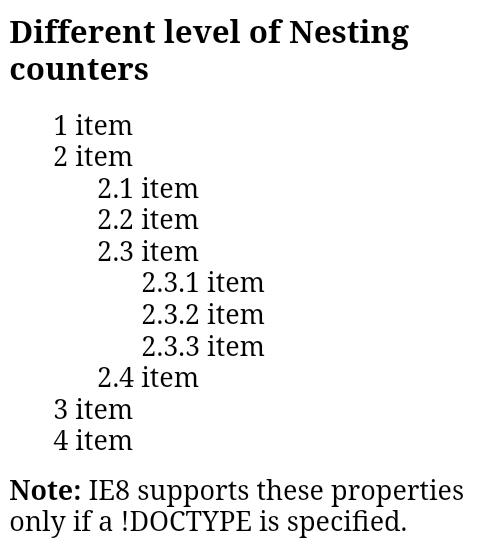 Different level of Nesting
counters
1 item
2 item
2.1 item
2.2 item
2.3 item
2.3.1 item
2.3.2 item
2.3.3 item
2.4 item
3 item
4 item
Note: IE8 supports these properties
only if a !DOCTYPE is specified.